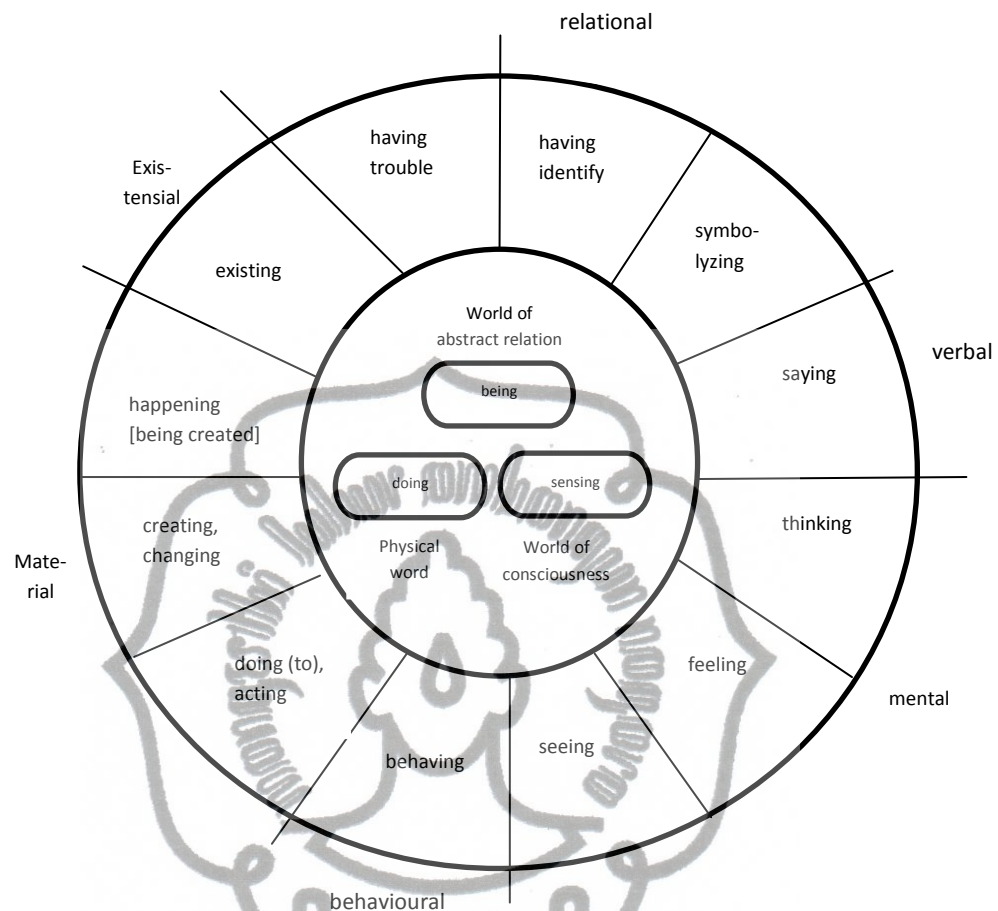 relational
having
trouble
having
identify
Exis-
tensial
symbo-
lyzing
existing
World of
abstract relation
verbal
being
saying
happening
[being created]
doing
sensing
thinking
creating,
changing
Physical
word
World of
consciousness
Mate-
rial
doing (to),
acting
feeling
mental
behaving
seeing
behavioural